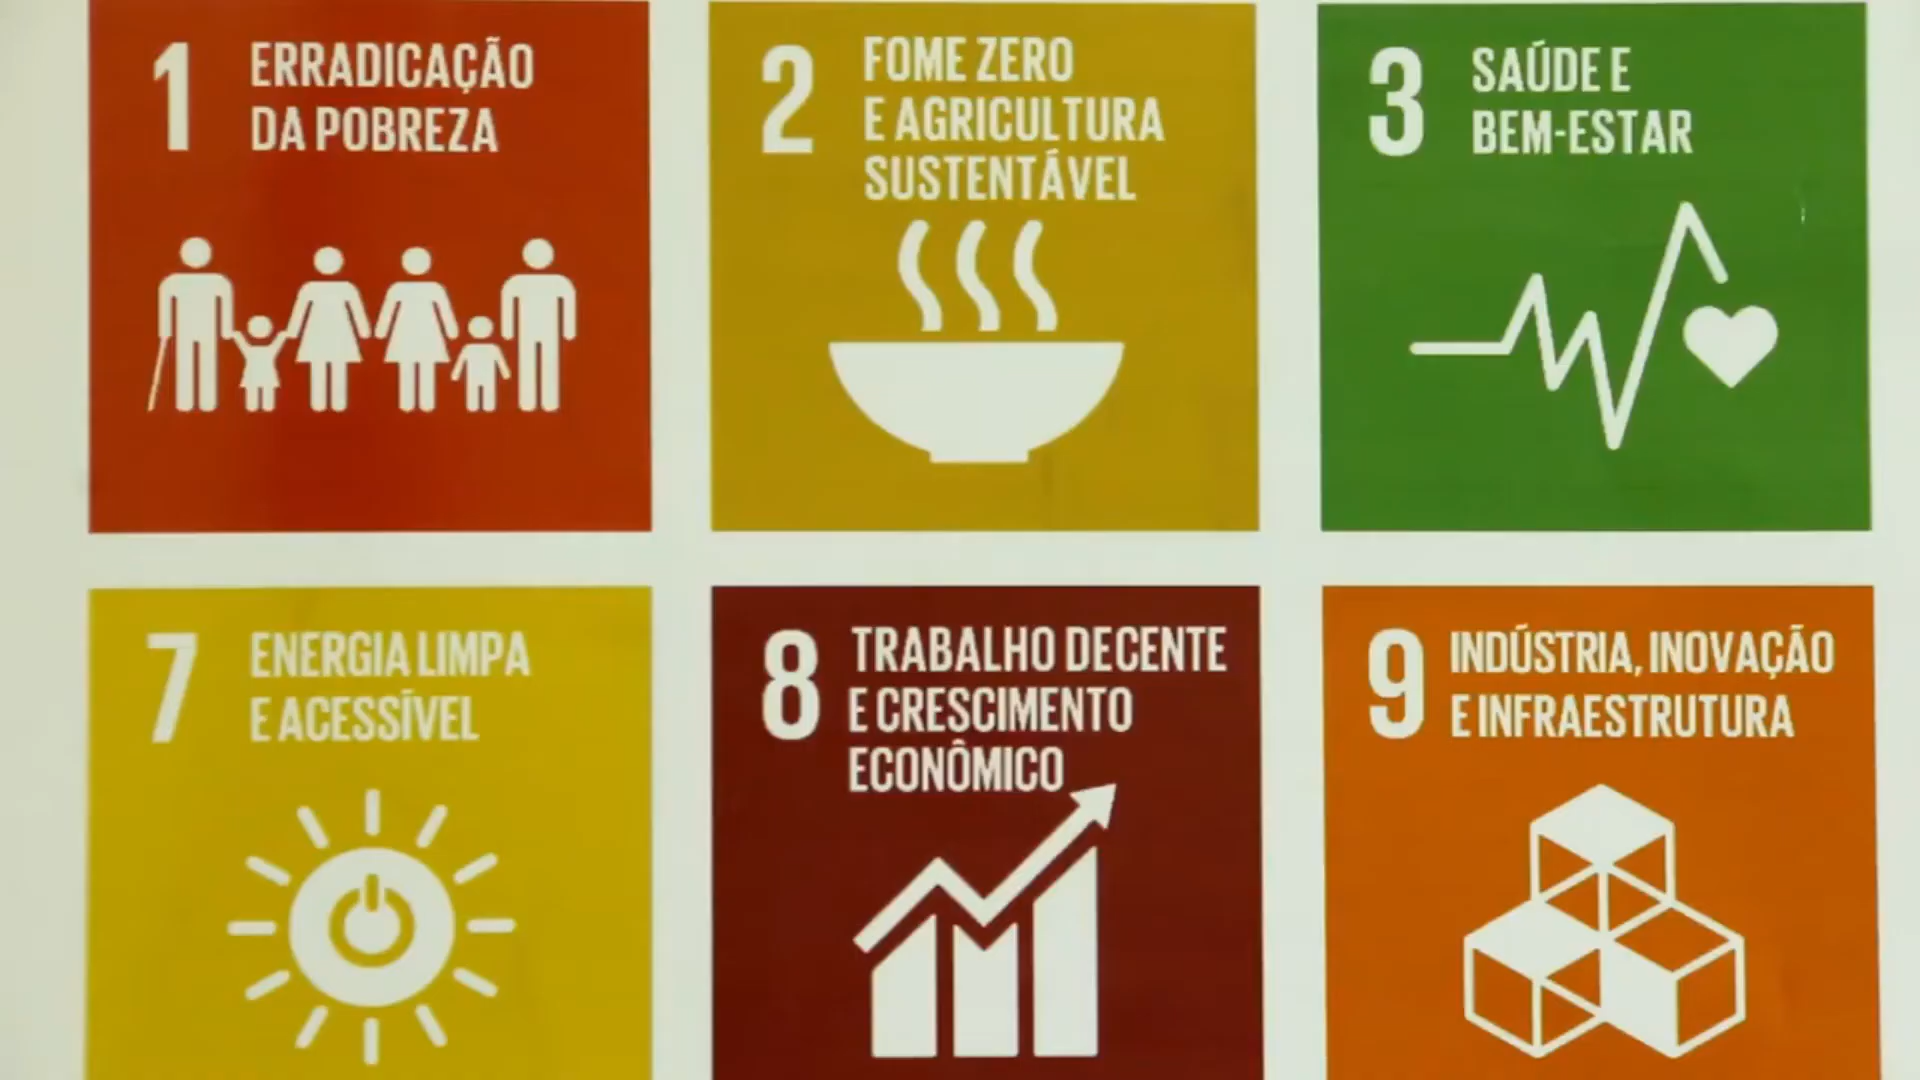 1
ERRADICAÇÃO
DA POBREZA
2
FOME ZERO
E AGRICULTURA
SUSTENTÁVEL
3
SAÚDE E
BEM-ESTAR
7
ENERGIA LIMPA
E ACESSÍVEL
8
TRABALHO DECENTE
E CRESCIMENTO
ECONÔMICO
9
INDÚSTRIA, INOVAÇÃO
E INFRAESTRUTURA